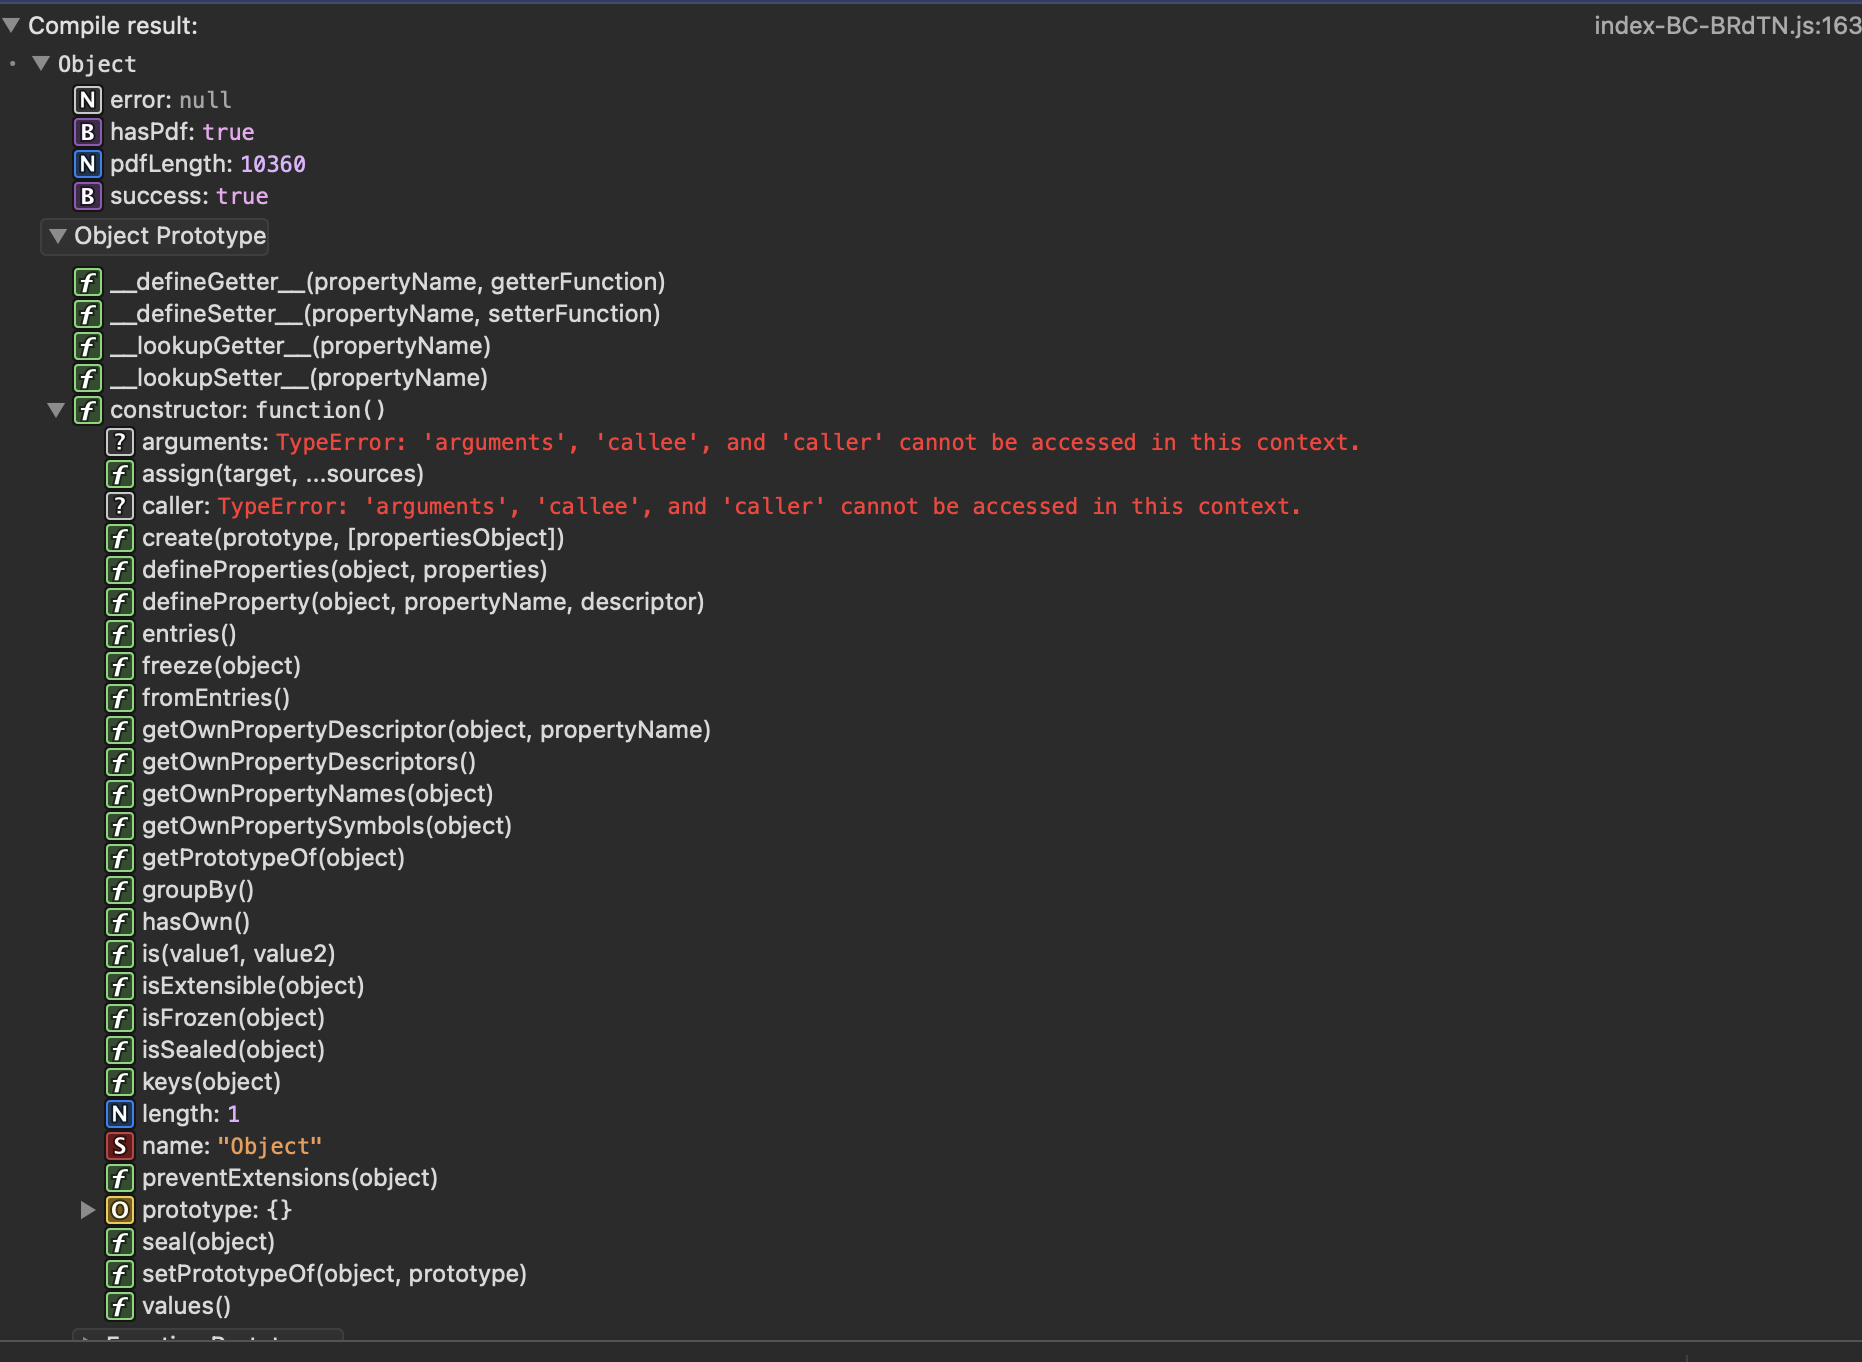 Compile result:
index-BC-BRdTN.js:163
Object
N error: null
B hasPdf: true
N pdfLength: 10360
B success: true
Object Prototype
f __defineGetter__(propertyName, getterFunction)
f __defineSetter__(propertyName, setterFunction)
f __lookupGetter__(propertyName)
f __lookupSetter__(propertyName)
f constructor: function()
? arguments: TypeError: 'arguments', 'callee', and 'caller' cannot be accessed in this context.
f assign(target, ...sources)
? caller: TypeError: 'arguments', 'callee', and 'caller' cannot be accessed in this context.
f create(prototype, [propertiesObject])
f defineProperties(object, properties)
f defineProperty(object, propertyName, descriptor)
f entries()
f freeze(object)
f fromEntries()
f getOwnPropertyDescriptor(object, propertyName)
f getOwnPropertyDescriptors()
f getOwnPropertyNames(object)
f getOwnPropertySymbols(object)
f getPrototypeOf(object)
f groupBy()
f hasOwn()
f is(value1, value2)
f isExtensible(object)
f isFrozen(object)
f isSealed(object)
f keys(object)
N length: 1
S name: "Object"
f preventExtensions(object)
O prototype: {}
f seal(object)
f setPrototypeOf(object, prototype)
f values()